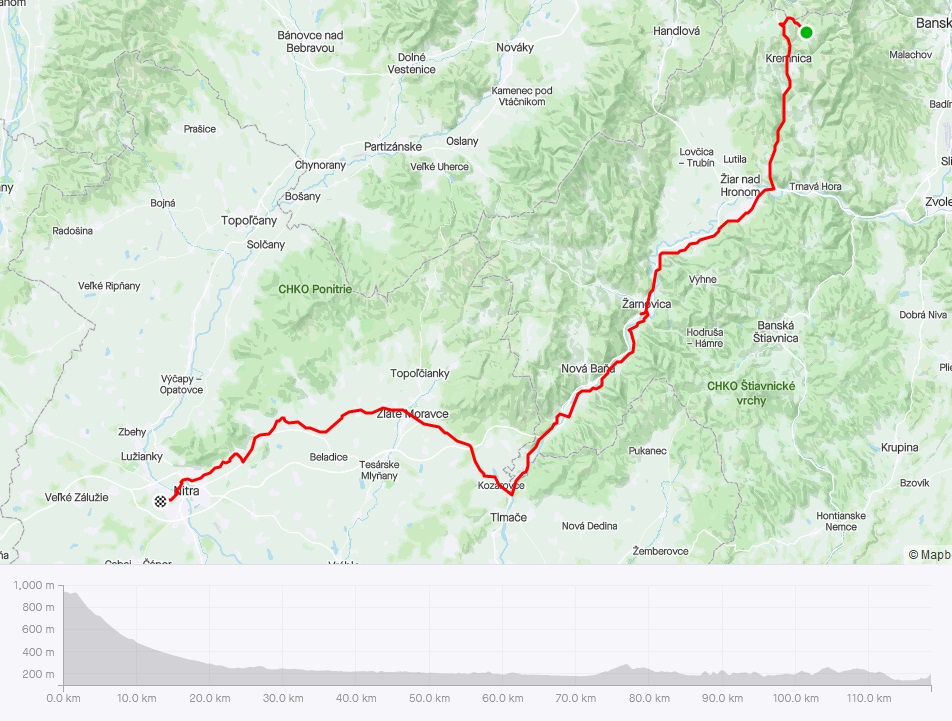 anom
Bánovce nad
Bebravou
Nováky
Handlová
Bansk
Dolné
Vestenice
Kremnica
Malachov
Kamenec pod
Vtáčnikom
Badín
Prašice
Oslany
Partizánske
Chynorany
Veľké Uherce
Lovčica
– Trubín
Lutila
Sli
ny
Žiar nad
Hronom
Trnavá Hora
Bošany
Bojná
Zvole
Topoľčany
Radošina
Solčany
Vyhne
Veľké Ripňany
CHKO Ponitrie
Žarnovica
Dobrá Niva
Hodruša
– Hámre
Banská
Štiavnica
Nová Baňa
Plie
Topoľčianky
Výčapy –
Opatovce
CHKO Štiavnické
vrchy
Zlaté Moravce
Zbehy
Krupina
Lužianky
Beladice
Pukanec
Tesárske
Mlyňany
Bzovík
Kozárovce
Nitra
Veľké Zálužie
Tlmače
Hontianske
Nemce
Nová Dedina
ňa
Žemberovce
© Mapb
1,000 m
800 m
600 m
400 m
200 m
0.0 km
10.0 km
20.0 km
30.0 km
40.0 km
50.0 km
60.0 km
70.0 km
80.0 km
90.0 km
100.0 km
110.0 km